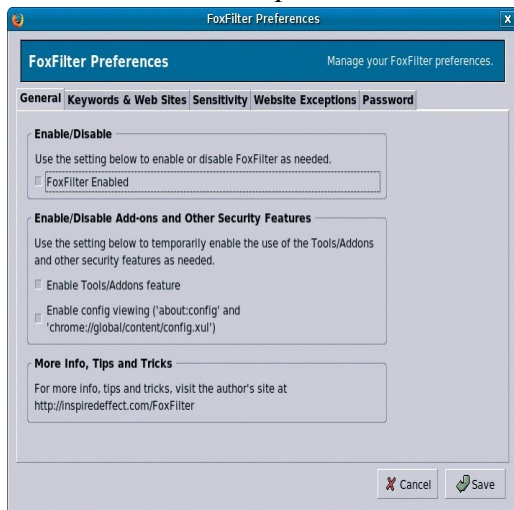 FoxFilter Preferences
FoxFilter Preferences
Manage your FoxFilter preferences.
General Keywords & Web Sites Sensitivity Website Exceptions Password
Enable/Disable
Use the setting below to enable or disable FoxFilter as needed.
FoxFilter Enabled
Enable/Disable Add-ons and Other Security Features
Use the setting below to temporarily enable the use of the Tools/Addons
and other security features as needed.
Enable Tools/Addons feature
Enable config viewing ('about:config' and
'chrome://global/content/config.xul')
More Info, Tips and Tricks
For more info, tips and tricks, visit the author's site at
http://inspiredeffect.com/FoxFilter
Cancel Save